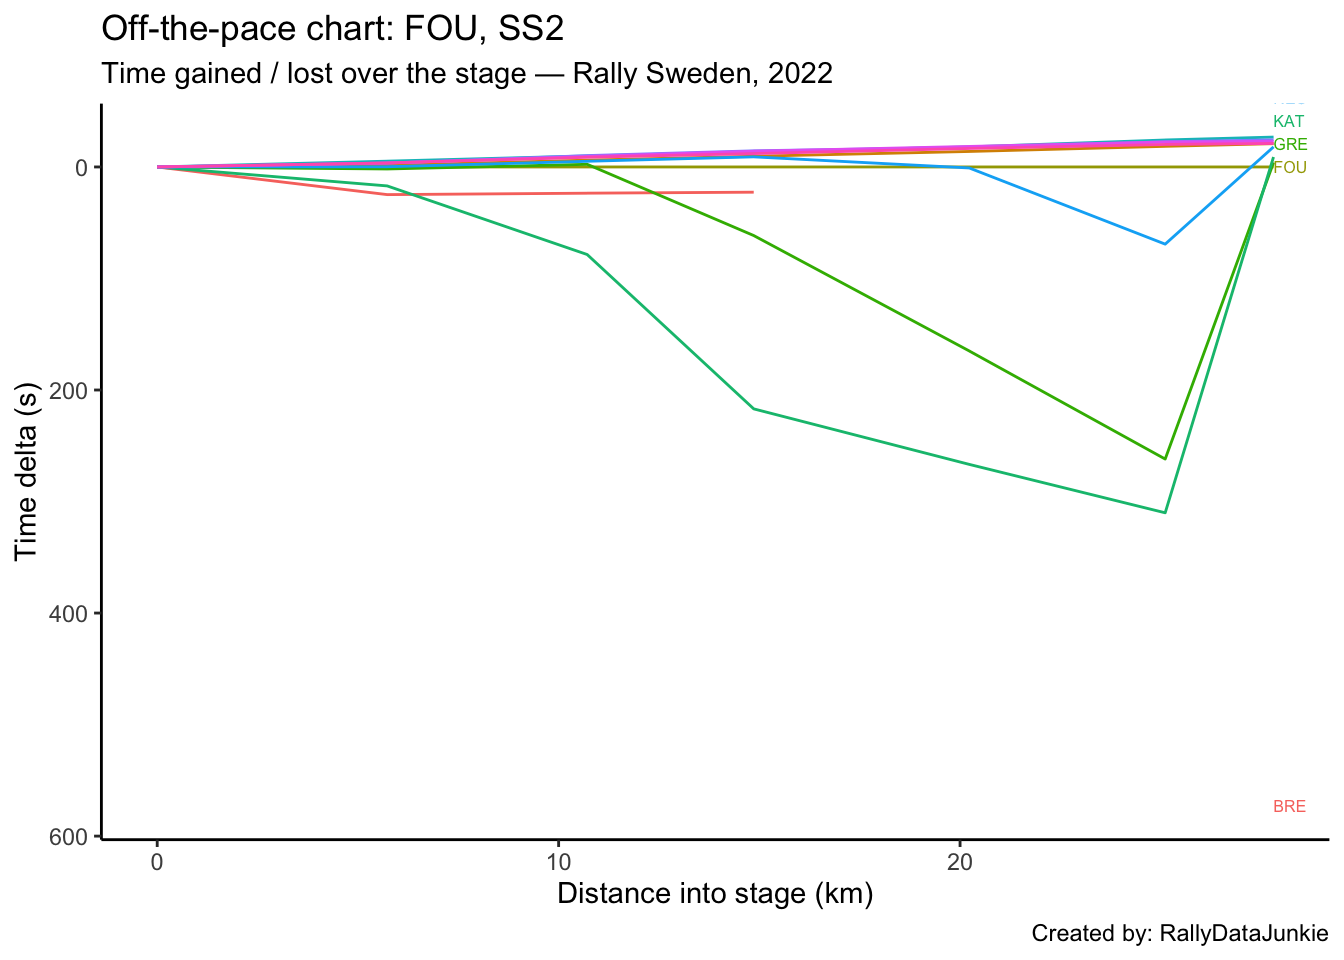 Off-the-pace chart: FOU, SS2
Time gained / lost over the stage — Rally Sweden, 2022
KAT
GRE
FOU
BRE
0
200
400
600
Time delta (s)
0 10 20
Distance into stage (km)
Created by: RallyDataJunkie